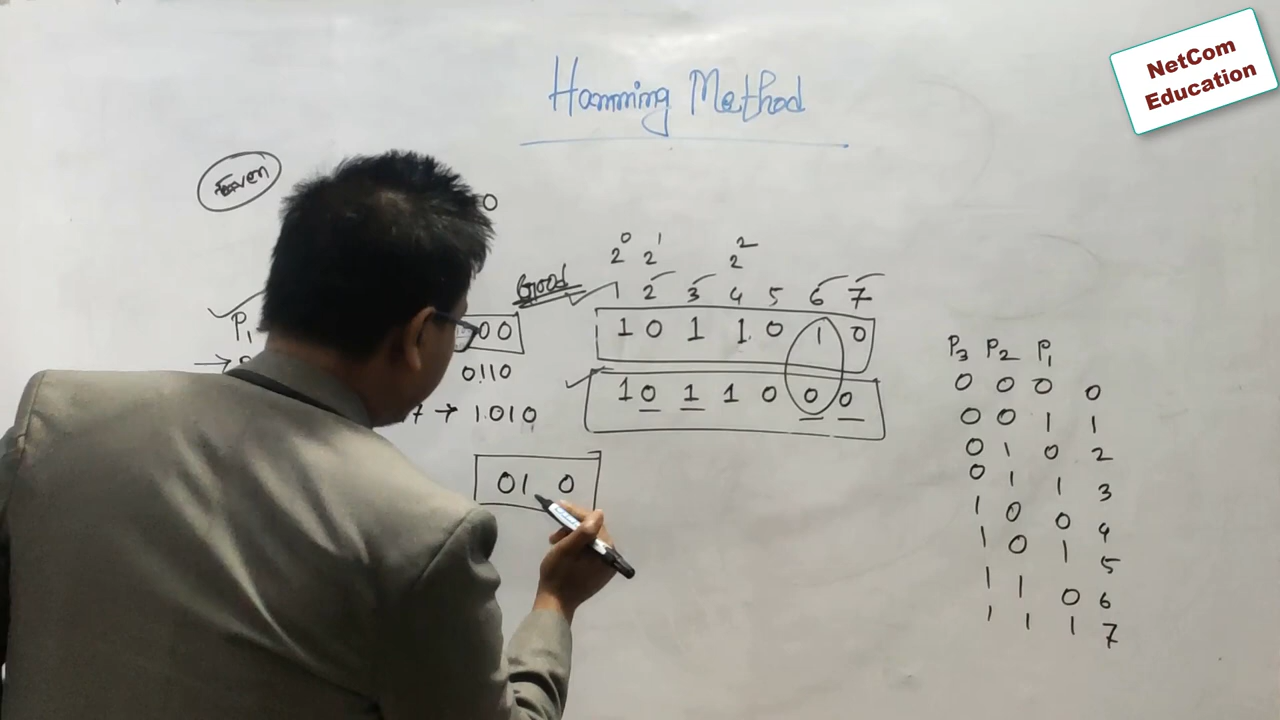 NetCom
Education
Hamming Method
Even
0
2⁰ 2¹ 2²
Good
1 2 3 4 5 6 7
P₁
00
1 0 1 1 0 1 0
→
0110
1 0 1 1 0 0 0
7 → 1010
01 0
P₃ P₂ P₁
0 0 0 0
0 0 1 1
0 1 0 2
0 1 1 3
1 0 0 4
1 0 1 5
1 1 0 6
1 1 1 7